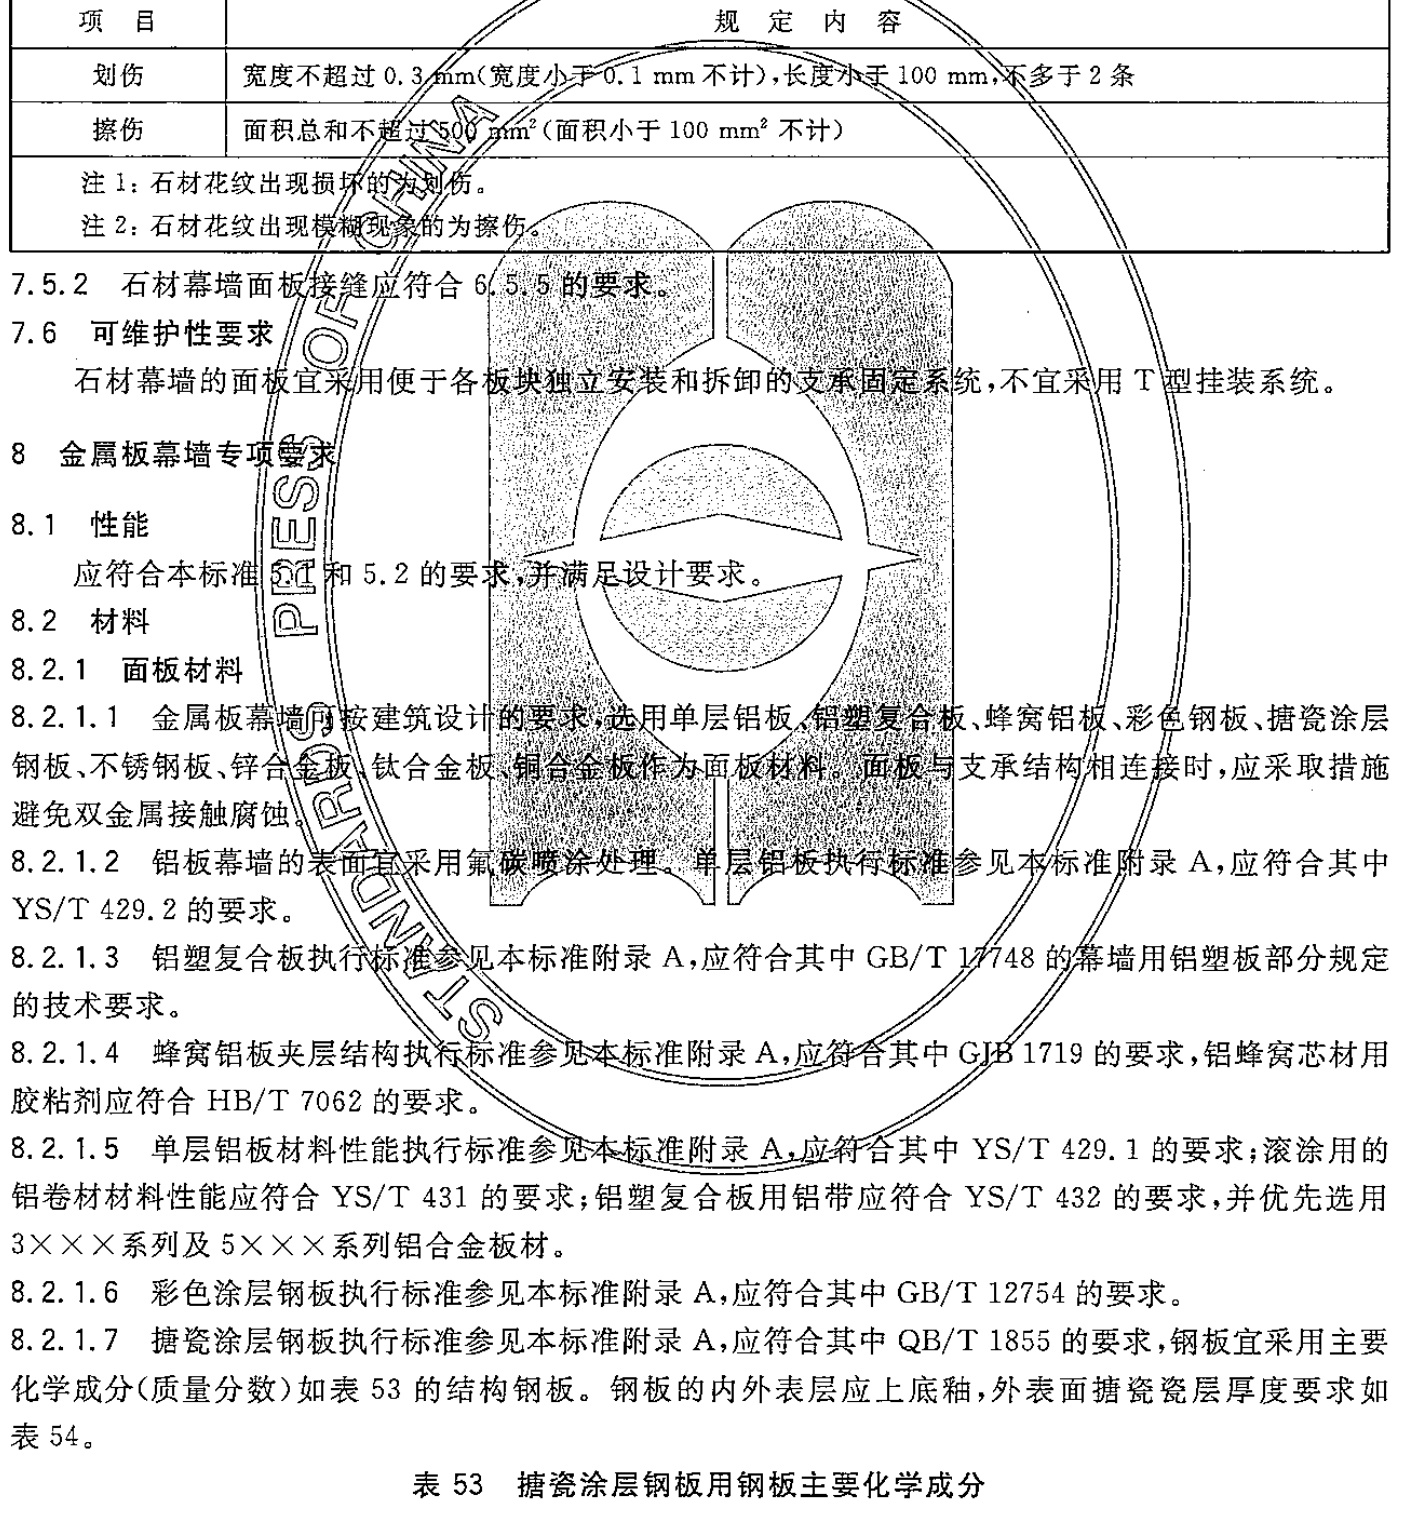 项 目 规 定 内 容
划伤 宽度不超过 0.3 mm(宽度小于 0.1 mm 不计),长度小于 100 mm,不多于 2 条
擦伤 面积总和不超过 500 mm²(面积小于 100 mm² 不计)
注 1: 石材花纹出现损坏的为划伤。
注 2: 石材花纹出现模糊现象的为擦伤。
7.5.2 石材幕墙面板接缝应符合 6.5.5 的要求。
7.6 可维护性要求
石材幕墙的面板宜采用便于各板块独立安装和拆卸的支承固定系统,不宜采用 T 型挂装系统。
8 金属板幕墙专项要求
8.1 性能
应符合本标准 5.1 和 5.2 的要求,并满足设计要求。
8.2 材料
8.2.1 面板材料
8.2.1.1 金属板幕墙可按建筑设计的要求,选用单层铝板、铝塑复合板、蜂窝铝板、彩色钢板、搪瓷涂层
钢板、不锈钢板、锌合金板、钛合金板、铜合金板作为面板材料。面板与支承结构相连接时,应采取措施
避免双金属接触腐蚀。
8.2.1.2 铝板幕墙的表面宜采用氟碳喷涂处理。单层铝板执行标准参见本标准附录 A,应符合其中
YS/T 429.2 的要求。
8.2.1.3 铝塑复合板执行标准参见本标准附录 A,应符合其中 GB/T 17748 的幕墙用铝塑板部分规定
的技术要求。
8.2.1.4 蜂窝铝板夹层结构执行标准参见本标准附录 A,应符合其中 GJB 1719 的要求,铝蜂窝芯材用
胶粘剂应符合 HB/T 7062 的要求。
8.2.1.5 单层铝板材料性能执行标准参见本标准附录 A,应符合其中 YS/T 429.1 的要求;滚涂用的
铝卷材材料性能应符合 YS/T 431 的要求;铝塑复合板用铝带应符合 YS/T 432 的要求,并优先选用
3×××系列及 5×××系列铝合金板材。
8.2.1.6 彩色涂层钢板执行标准参见本标准附录 A,应符合其中 GB/T 12754 的要求。
8.2.1.7 搪瓷涂层钢板执行标准参见本标准附录 A,应符合其中 QB/T 1855 的要求,钢板宜采用主要
化学成分(质量分数)如表 53 的结构钢板。钢板的内外表层应上底釉,外表面搪瓷瓷层厚度要求如
表 54。
表 53 搪瓷涂层钢板用钢板主要化学成分
STANDARDS PRESS OF CHINA